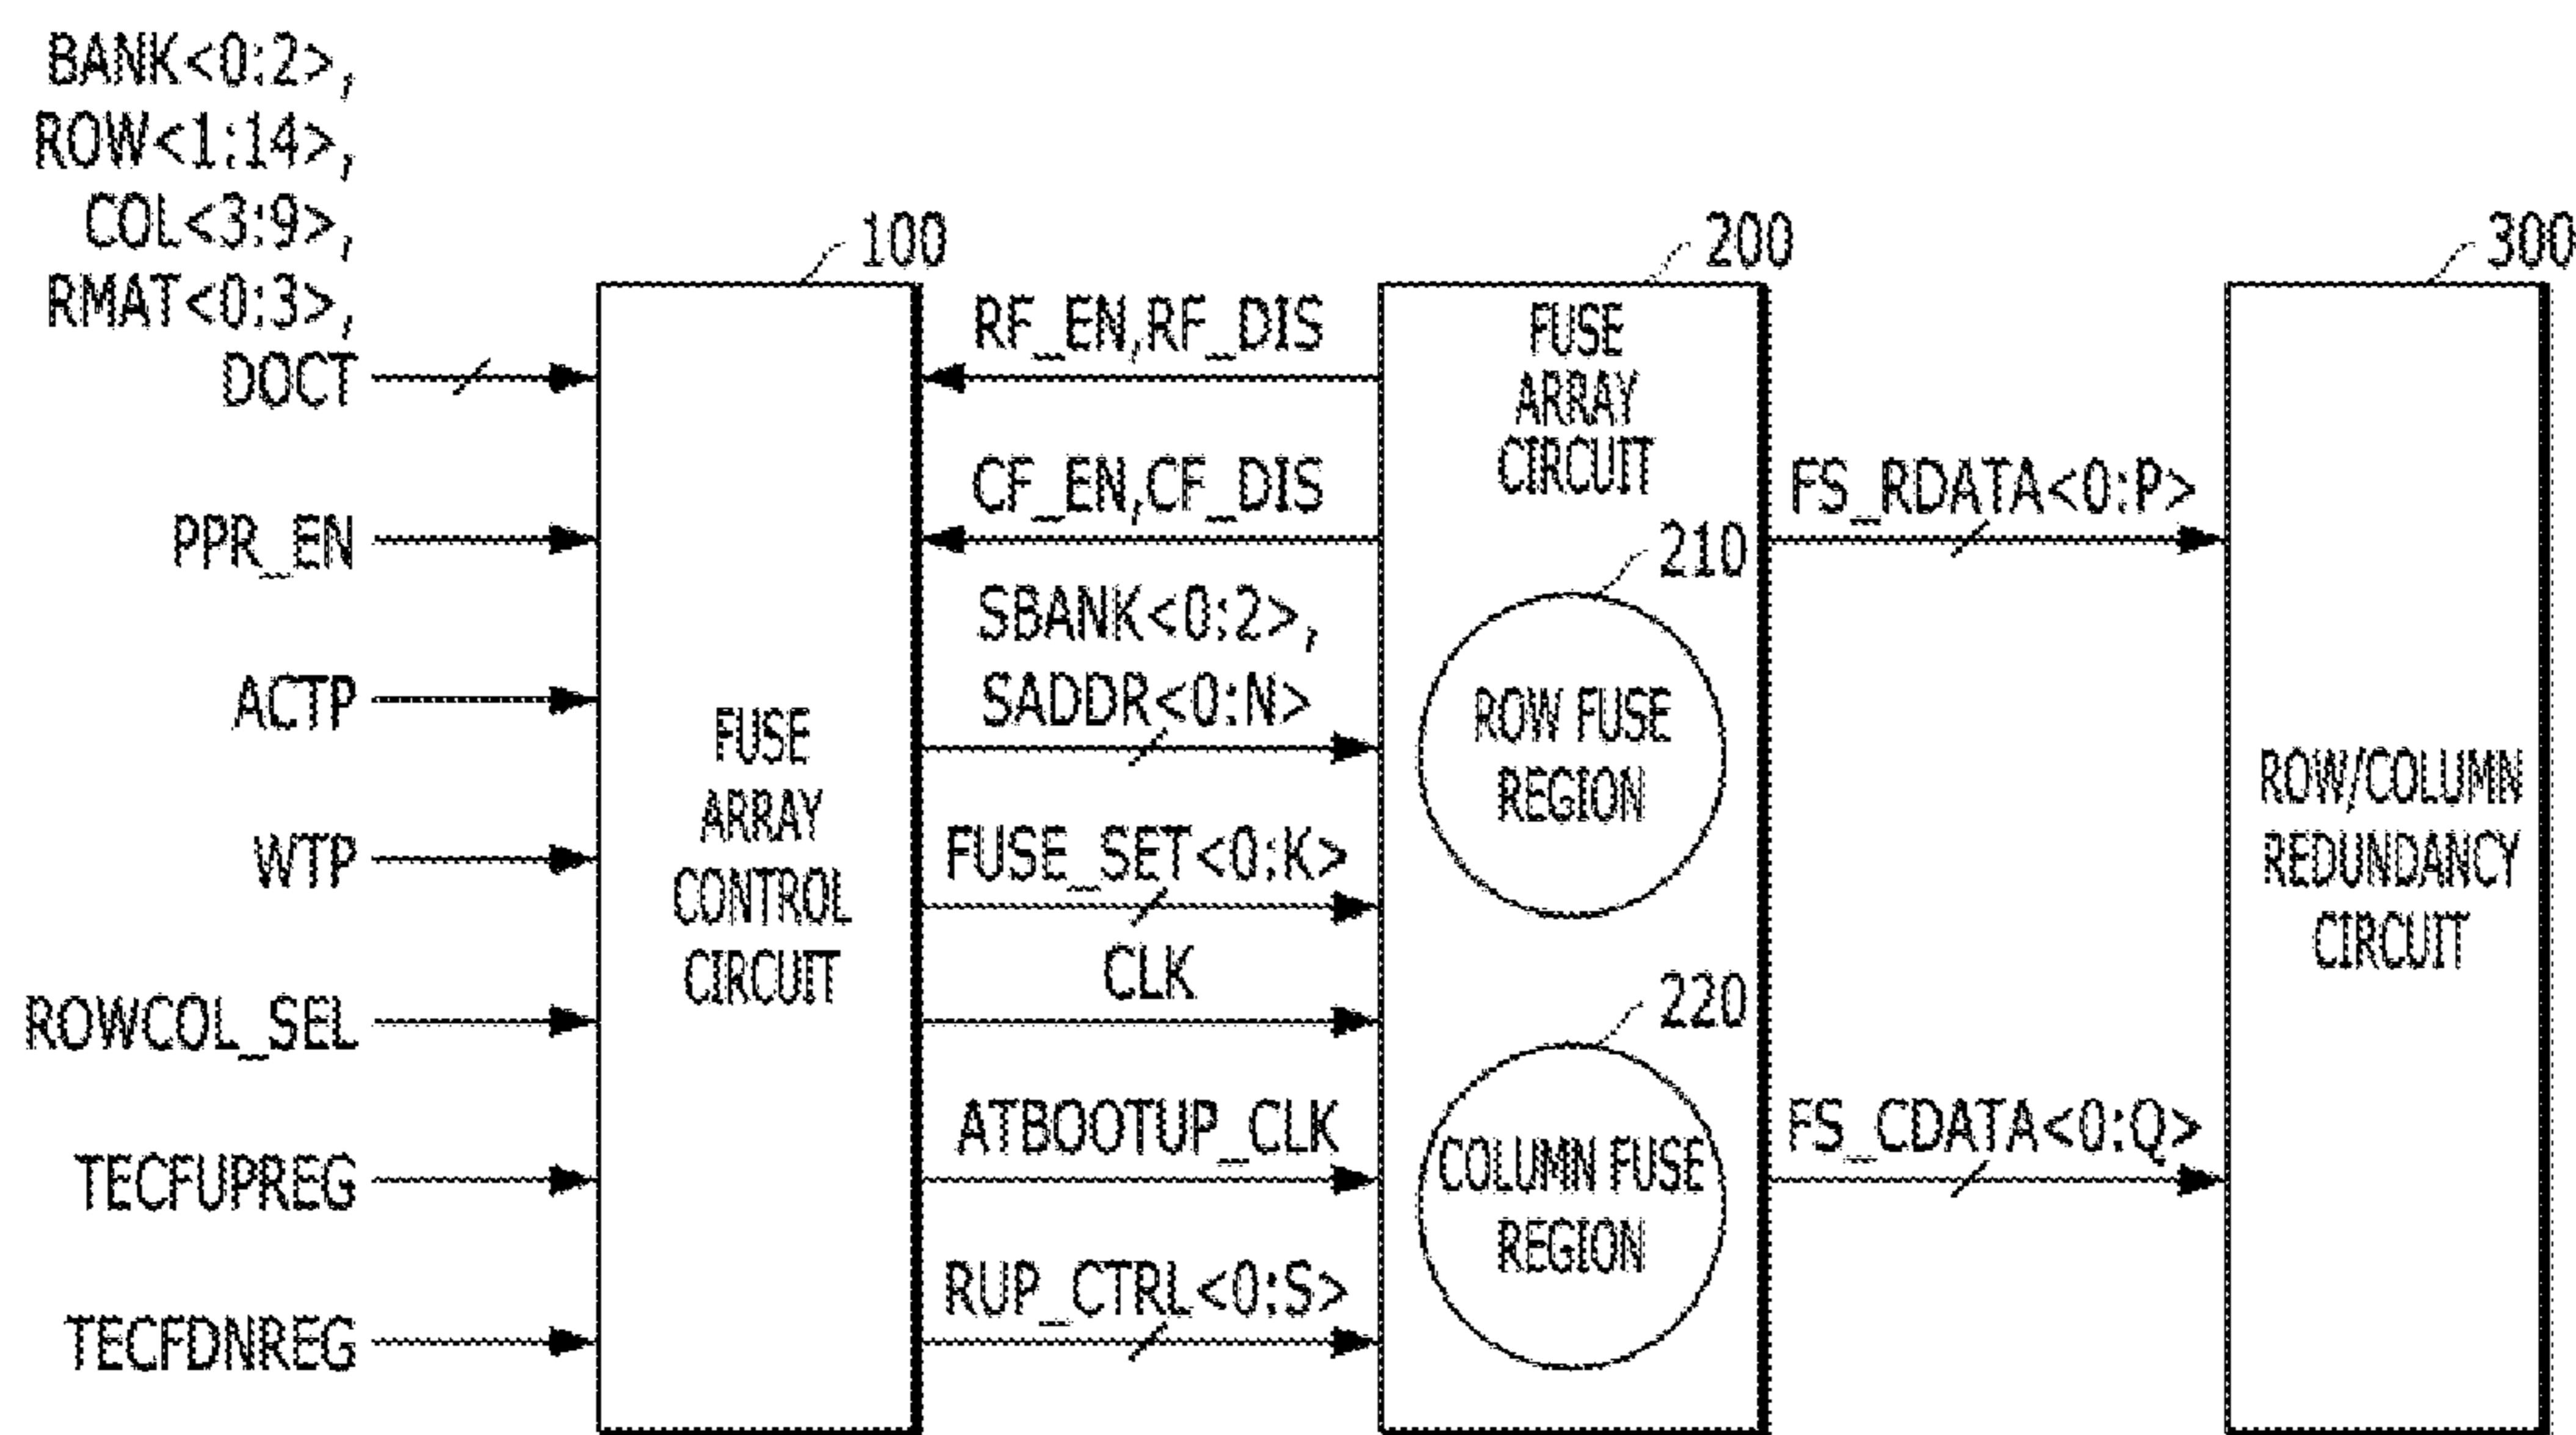 BANK<0:2>,
ROW<1:14>,
COL<3:9>,
RMAT<0:3>,
DOCT
PPR_EN
ACTP
WTP
ROWCOL_SEL
TECFUPREG
TECFDNREG
100
FUSE
ARRAY
CONTROL
CIRCUIT
RF_EN,RF_DIS
CF_EN,CF_DIS
SBANK<0:2>,
SADDR<0:N>
FUSE_SET<0:K>
CLK
ATBOOTUP_CLK
RUP_CTRL<0:S>
200
FUSE
ARRAY
CIRCUIT
210
ROW FUSE
REGION
220
COLUMN FUSE
REGION
FS_RDATA<0:P>
FS_CDATA<0:Q>
300
ROW/COLUMN
REDUNDANCY
CIRCUIT